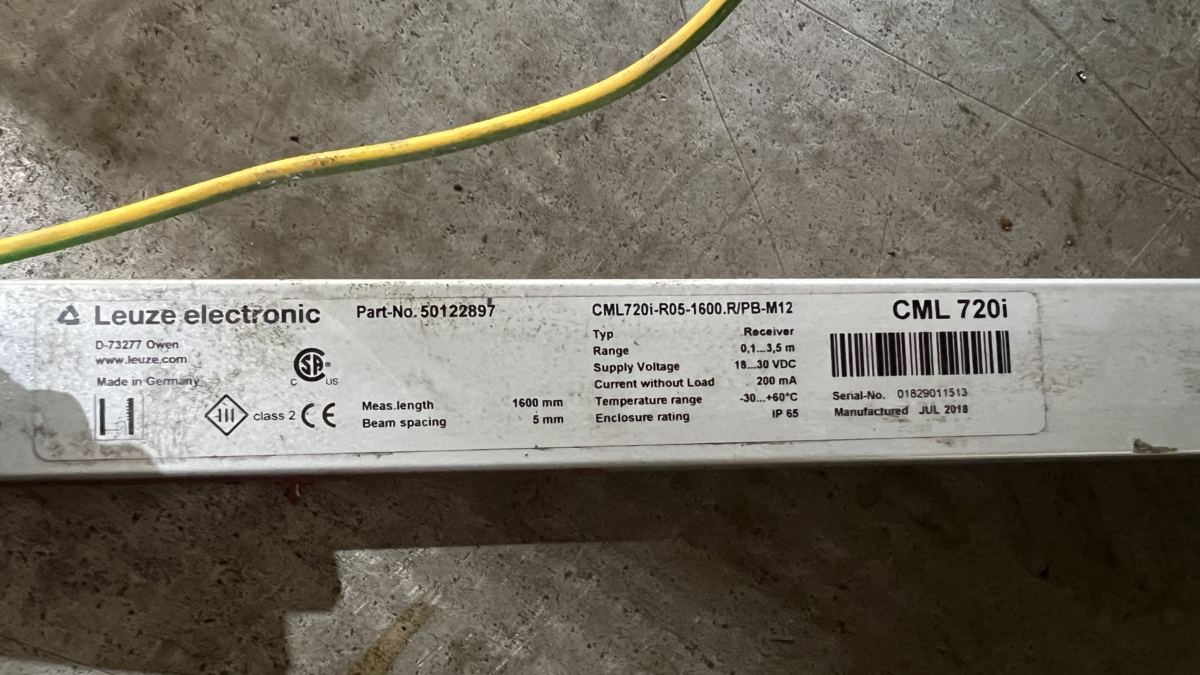 Leuze electronic
D-73277 Owen
www.leuze.com
Made in Germany
C SA US
class 2 CE
Part-No. 50122897
Meas.length 1600 mm
Beam spacing 5 mm
CML720i-R05-1600.R/PB-M12
Typ Receiver
Range 0,1...3,5 m
Supply Voltage 18...30 VDC
Current without Load 200 mA
Temperature range -30...+60°C
Enclosure rating IP 65
CML 720i
Serial-No. 01829011513
Manufactured JUL 2018